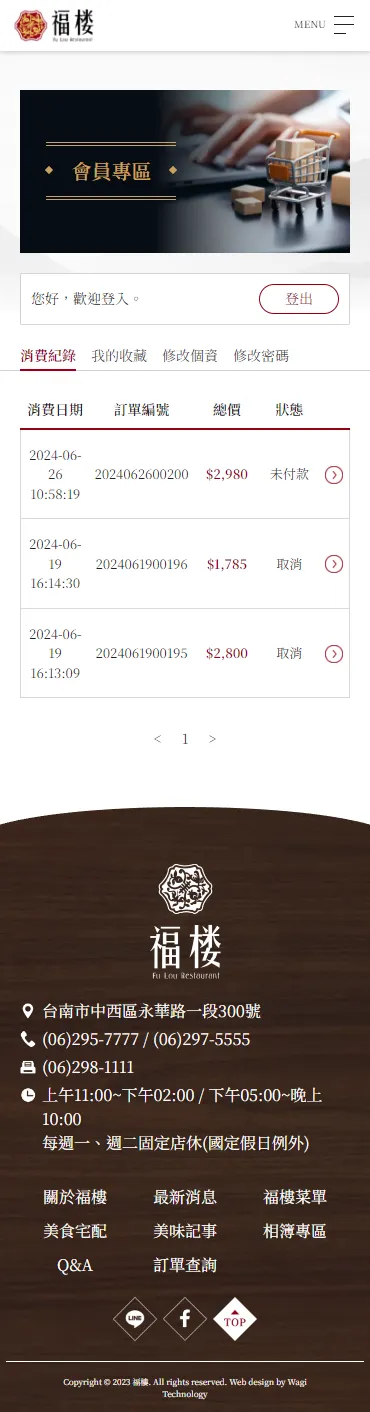 福楼
Fu Lou Restaurant
MENU
會員專區
您好，歡迎登入。
登出
消費紀錄 我的收藏 修改個資 修改密碼
消費日期 訂單編號 總價 狀態
2024-06-
26
10:58:19
2024062600200 $2,980 未付款
2024-06-
19
16:14:30
2024061900196 $1,785 取消
2024-06-
19
16:13:09
2024061900195 $2,800 取消
< 1 >
福楼
Fu Lou Restaurant
台南市中西區永華路一段300號
(06)295-7777 / (06)297-5555
(06)298-1111
上午11:00~下午02:00 / 下午05:00~晚上
10:00
每週一、週二固定店休(國定假日例外)
關於福樓 最新消息 福樓菜單
美食宅配 美味記事 相簿專區
Q&A 訂單查詢
LINE f TOP
Copyright © 2023 福樓. All rights reserved. Web design by Wagi
Technology